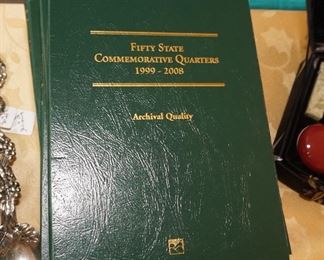 Fifty State
Commemorative Quarters
1999 - 2008
Archival Quality